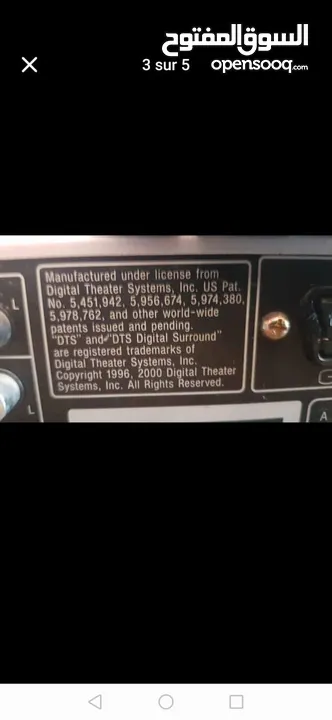 السوق المفتوح
3 sur 5
opensooq.com
Manufactured under license from
Digital Theater Systems, Inc. US Pat.
No. 5,451,942, 5,956,674, 5,974,380,
5,978,762, and other world-wide
patents issued and pending.
"DTS" and "DTS Digital Surround"
are registered trademarks of
Digital Theater Systems, Inc.
Copyright 1996, 2000 Digital Theater
Systems, Inc. All Rights Reserved.
L
L
A